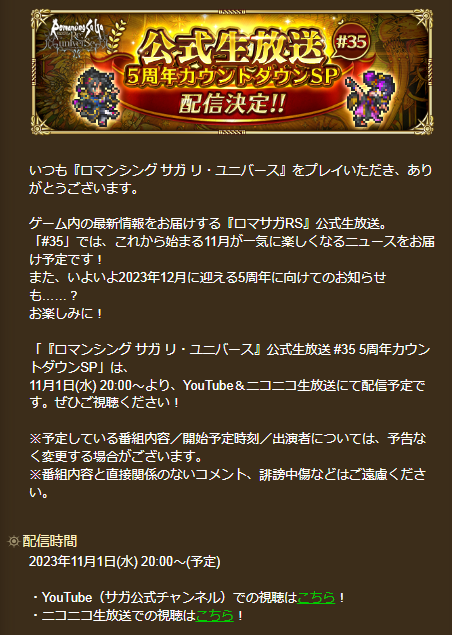 Romancing SaGa
Re;univerSe
公式生放送
#35
5周年カウントダウンSP
配信決定!!
いつも『ロマンシング サガ リ・ユニバース』をプレイいただき、あり
がとうございます。
ゲーム内の最新情報をお届けする『ロマサガRS』公式生放送。
「#35」では、これから始まる11月が一気に楽しくなるニュースをお届
け予定です！
また、いよいよ2023年12月に迎える5周年に向けてのお知らせ
も……？
お楽しみに！
「『ロマンシング サガ リ・ユニバース』公式生放送 #35 5周年カウン
トダウンSP」は、
11月1日(水) 20:00～より、YouTube＆ニコニコ生放送にて配信予定で
す。ぜひご視聴ください！
※予定している番組内容／開始予定時刻／出演者については、予告な
く変更する場合がございます。
※番組内容と直接関係のないコメント、誹謗中傷などはご遠慮くださ
い。
配信時間
2023年11月1日(水) 20:00～(予定)
・YouTube（サガ公式チャンネル）での視聴はこちら！
・ニコニコ生放送での視聴はこちら！